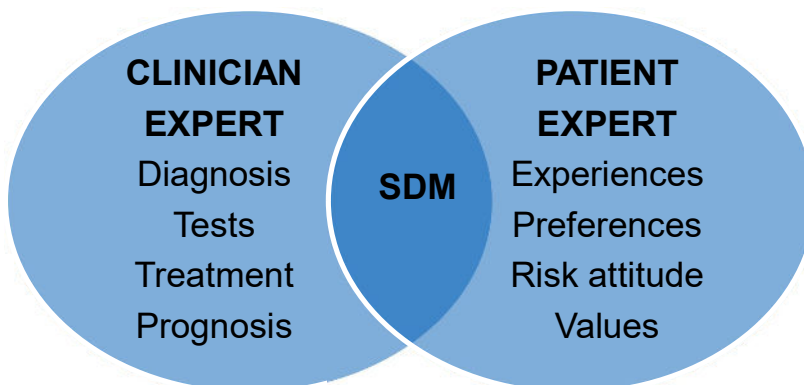 CLINICIAN
EXPERT
Diagnosis
Tests
Treatment
Prognosis
SDM
PATIENT
EXPERT
Experiences
Preferences
Risk attitude
Values